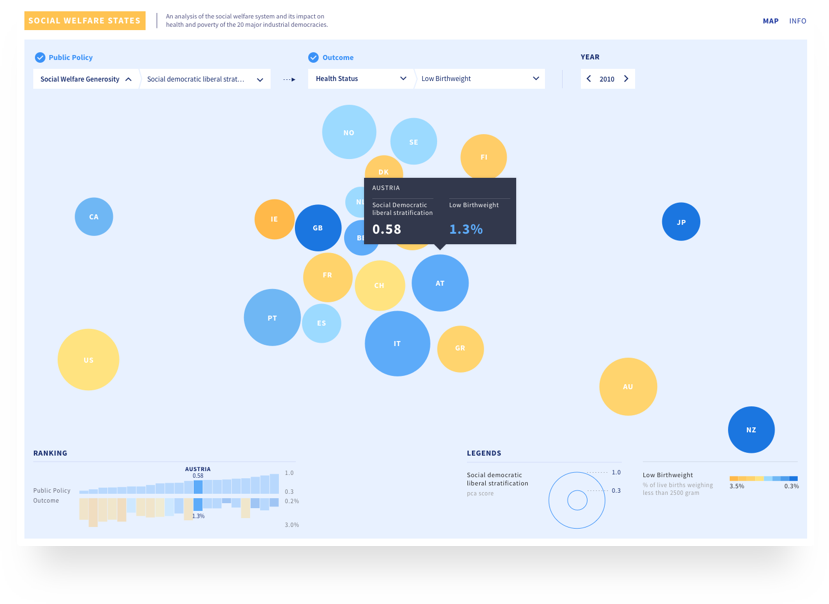 SOCIAL WELFARE STATES
An analysis of the social welfare system and its impact on
health and poverty of the 20 major industrial democracies.
MAP INFO
Public Policy
Outcome
YEAR
Social Welfare Generosity
Social democratic liberal strat...
Health Status
Low Birthweight
2010
NO
SE
FI
DK
AUSTRIA
Social Democratic
liberal stratification
Low Birthweight
0.58
1.3%
CA
IE
GB
JP
FR
CH
AT
PT
ES
IT
GR
US
AU
NZ
RANKING
AUSTRIA
0.58
1.0
Public Policy
0.3
Outcome
0.2%
1.3%
3.0%
LEGENDS
Social democratic
liberal stratification
pca score
1.0
0.3
Low Birthweight
% of live births weighing
less than 2500 gram
3.5%
0.3%